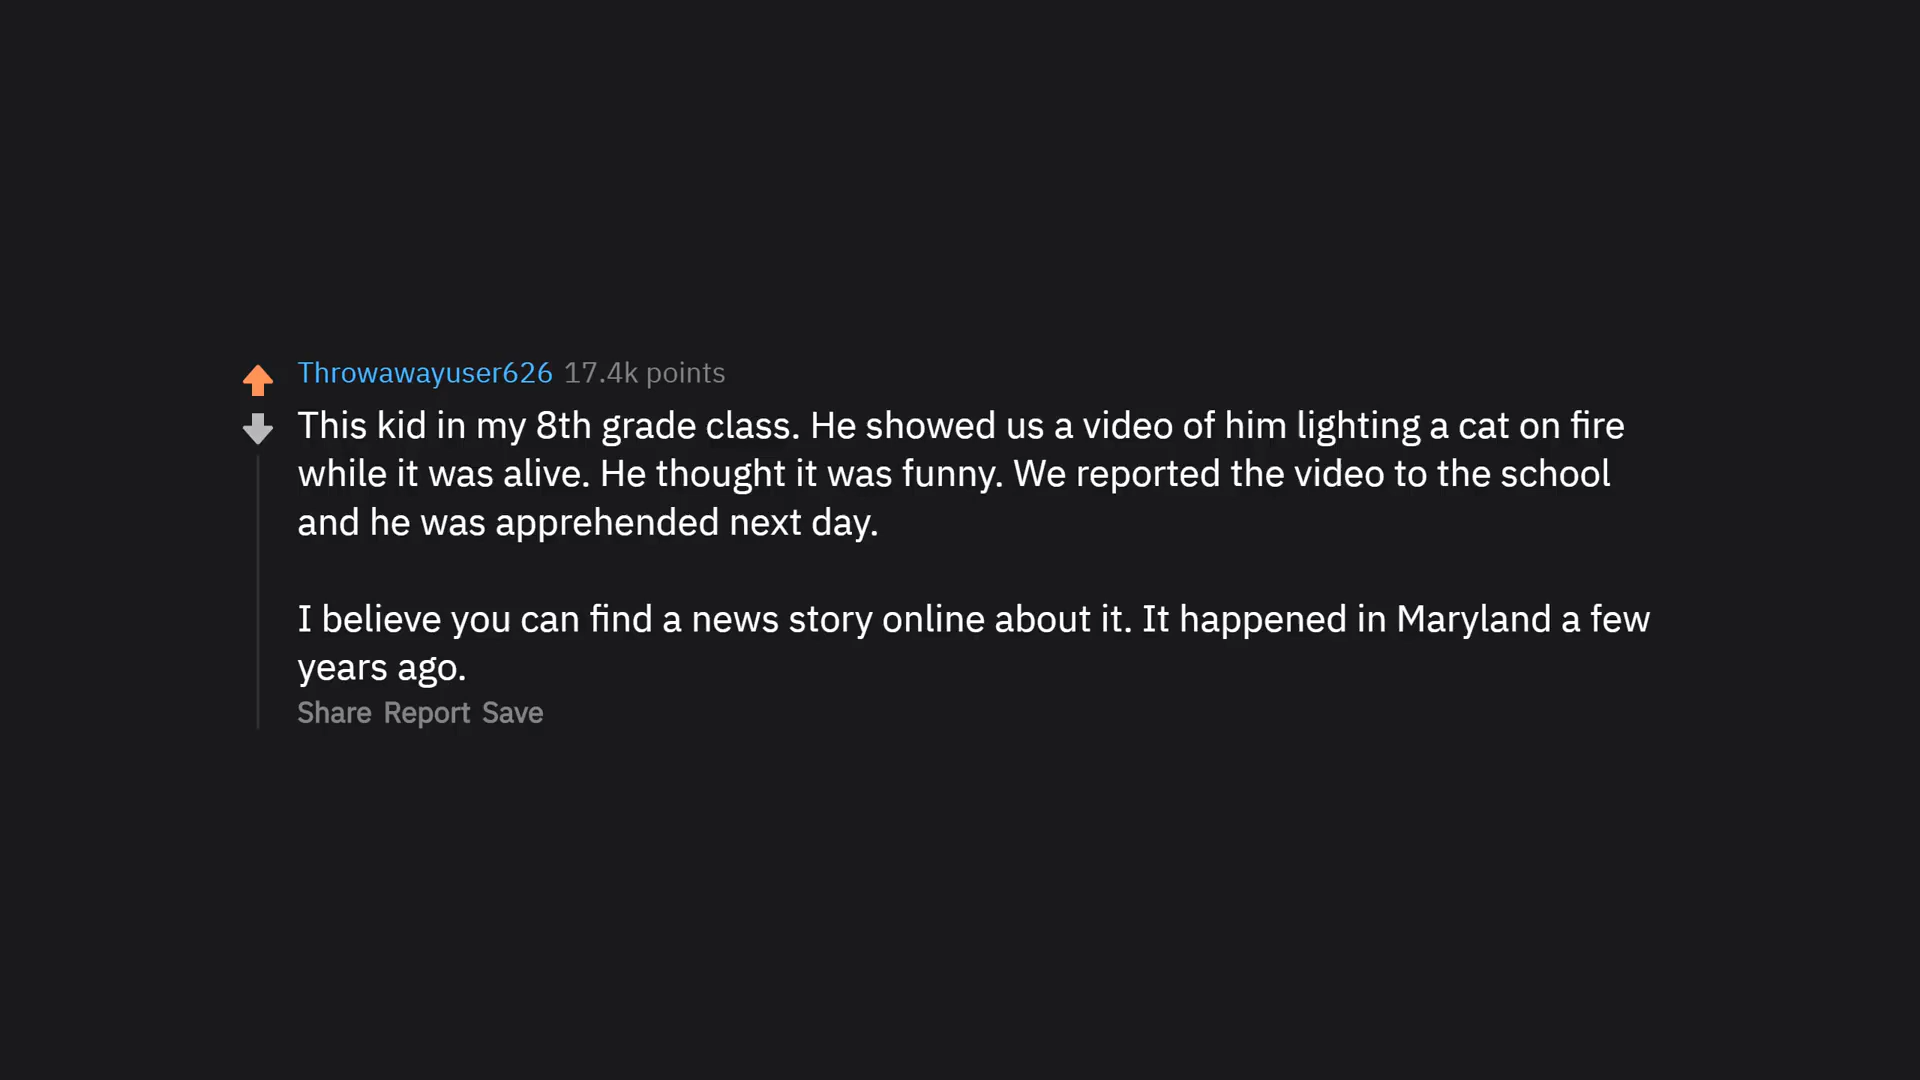 Throwawayuser626 17.4k points
This kid in my 8th grade class. He showed us a video of him lighting a cat on fire
while it was alive. He thought it was funny. We reported the video to the school
and he was apprehended next day.
I believe you can find a news story online about it. It happened in Maryland a few
years ago.
Share Report Save